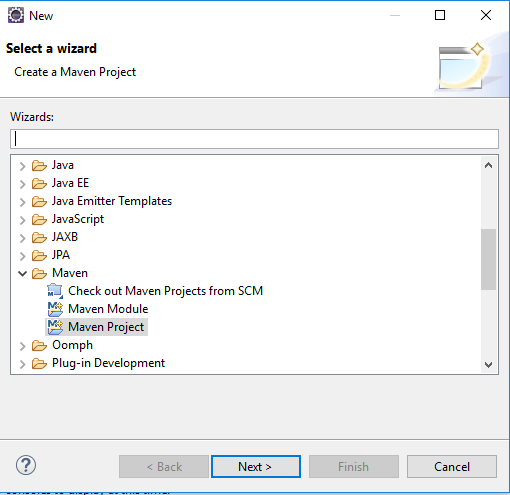 New
Select a wizard
Create a Maven Project
Wizards:
Java
Java EE
Java Emitter Templates
JavaScript
JAXB
JPA
Maven
Check out Maven Projects from SCM
Maven Module
Maven Project
Oomph
Plug-in Development
? < Back Next > Finish Cancel